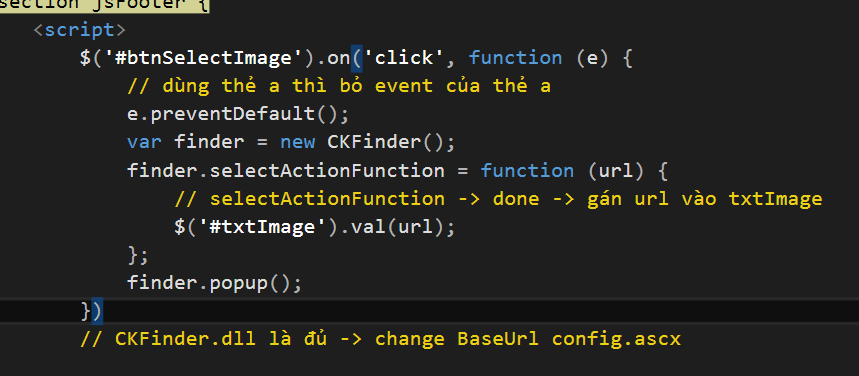 section jsFooter {
<script>
$('#btnSelectImage').on('click', function (e) {
// dùng thẻ a thì bỏ event của thẻ a
e.preventDefault();
var finder = new CKFinder();
finder.selectActionFunction = function (url) {
// selectActionFunction -> done -> gán url vào txtImage
$('#txtImage').val(url);
};
finder.popup();
})
// CKFinder.dll là đủ -> change BaseUrl config.ascx